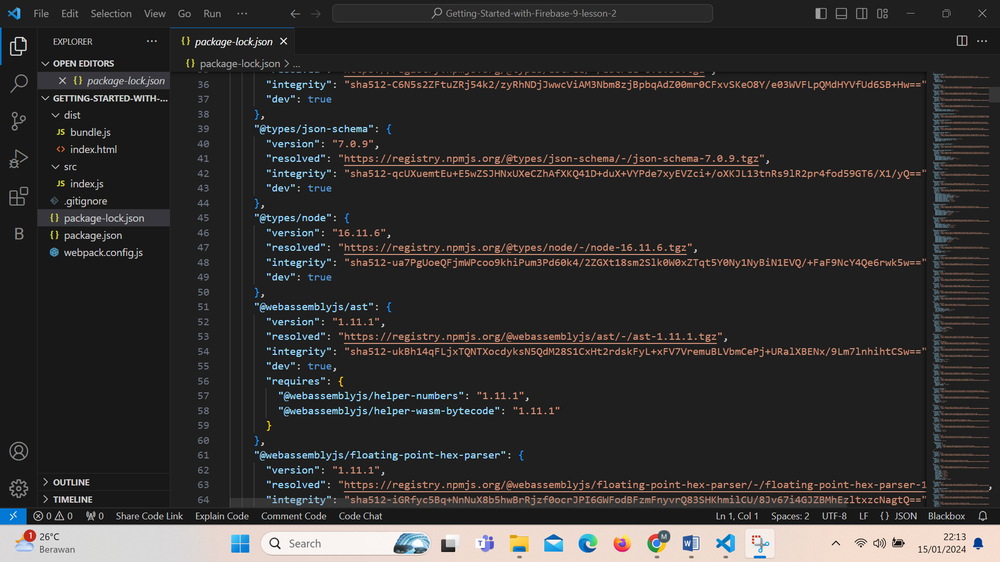 File Edit Selection View Go Run ···
Getting-Started-with-Firebase-9-lesson-2
EXPLORER
OPEN EDITORS
package-lock.json
GETTING-STARTED-WITH-...
dist
bundle.js
index.html
src
index.js
.gitignore
package-lock.json
package.json
webpack.config.js
OUTLINE
TIMELINE
package-lock.json
package-lock.json > ...
36 "integrity": "sha512-C6N5s2ZFtuZRj54k2/zyRhNDjJwwcViAM3Nbm8zjBpbqAdZ00mr0CFxvSKeO8Y/e03WVFLpQMdHYVfUd6SB+Hw=="
37 "dev": true
38 },
39 "@types/json-schema": {
40 "version": "7.0.9",
41 "resolved": "https://registry.npmjs.org/@types/json-schema/-/json-schema-7.0.9.tgz",
42 "integrity": "sha512-qcUXuemtEu+E5wZSJHNxUXeCZhAfXKQ41D+duX+VYPde7xyEVZci+/oXKJL13tnRs9lR2pr4fod59GT6/X1/yQ=="
43 "dev": true
44 },
45 "@types/node": {
46 "version": "16.11.6",
47 "resolved": "https://registry.npmjs.org/@types/node/-/node-16.11.6.tgz",
48 "integrity": "sha512-ua7PgUoeQFjmWPcoo9khiPum3Pd60k4/2ZGXt18sm2Slk0W0xZTqt5Y0Ny1NyBiN1EVQ/+FaF9NcY4Qe6rwk5w=="
49 "dev": true
50 },
51 "@webassemblyjs/ast": {
52 "version": "1.11.1",
53 "resolved": "https://registry.npmjs.org/@webassemblyjs/ast/-/ast-1.11.1.tgz",
54 "integrity": "sha512-ukBh14qFLjxTQNTXocdyksN5QdM28S1CxHt2rdskFyL+xFV7VremuBLVbmCePj+URalXBENx/9Lm7lnhihtCSw=="
55 "dev": true,
56 "requires": {
57 "@webassemblyjs/helper-numbers": "1.11.1",
58 "@webassemblyjs/helper-wasm-bytecode": "1.11.1"
59 }
60 },
61 "@webassemblyjs/floating-point-hex-parser": {
62 "version": "1.11.1",
63 "resolved": "https://registry.npmjs.org/@webassemblyjs/floating-point-hex-parser/-/floating-point-hex-parser-1
64 "integrity": "sha512-iGRfyc5Bq+NnNuX8b5hwBrRjzf0ocrJPI6GWFodBFzmFnyvrQ83SHKhmilCU/8Jv67i4GJZBMhEzltxzcNagtQ=="
0 0 0 Share Code Link Explain Code Comment Code Code Chat Ln 1, Col 1 Spaces: 2 UTF-8 LF {} JSON Blackbox
1 26°C
Berawan
Search
M
22:13
15/01/2024